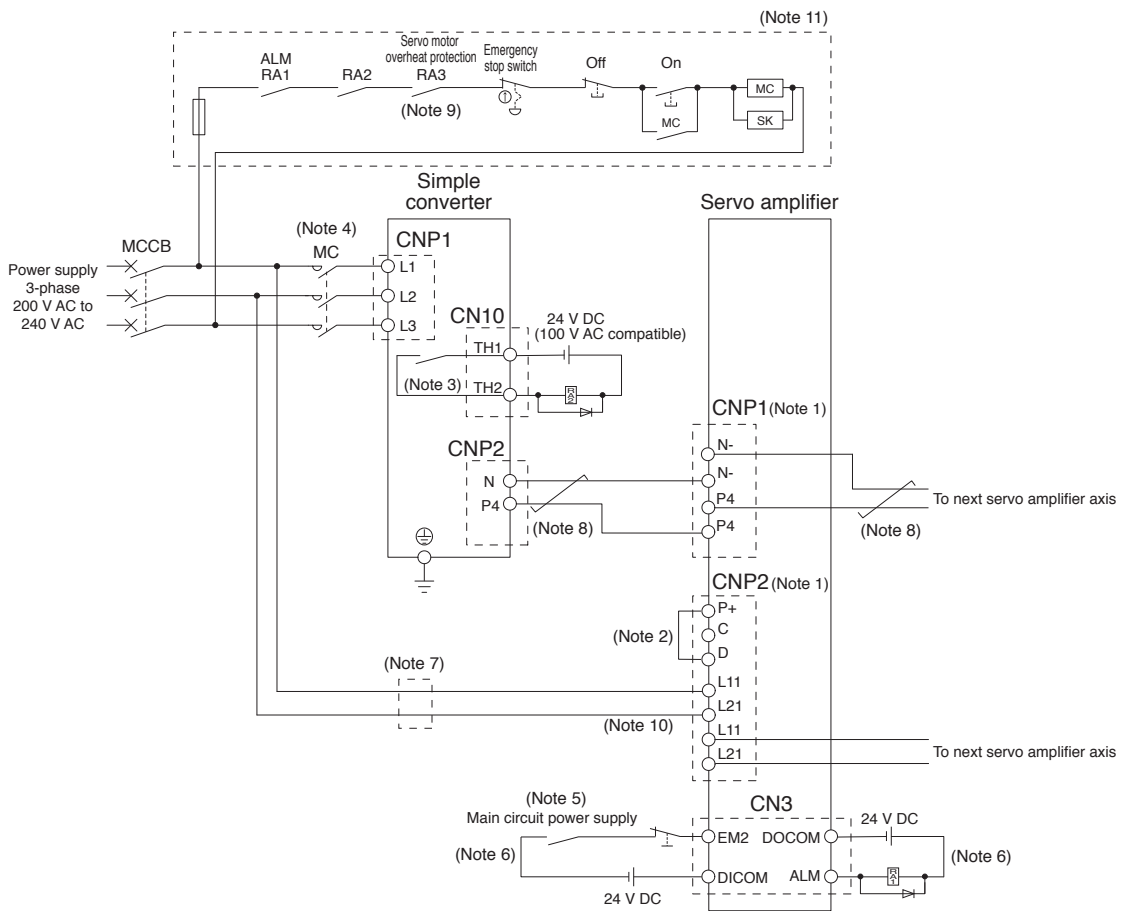 (Note 11)
ALM
RA1
RA2
Servo motor
overheat protection
RA3
(Note 9)
Emergency
stop switch
Off
On
MC
MC
SK
Simple
converter
Servo amplifier
MCCB
(Note 4)
MC
CNP1
Power supply
3-phase
200 V AC to
240 V AC
L1
L2
L3
CN10
24 V DC
(100 V AC compatible)
TH1
(Note 3)
TH2
RA2
CNP2
N
P4
(Note 8)
CNP1 (Note 1)
N-
N-
P4
P4
To next servo amplifier axis
(Note 8)
CNP2 (Note 1)
P+
(Note 2)
C
D
(Note 7)
L11
L21
(Note 10)
L11
L21
To next servo amplifier axis
CN3
(Note 5)
Main circuit power supply
(Note 6)
24 V DC
EM2
DOCOM
24 V DC
(Note 6)
DICOM
ALM
RA1